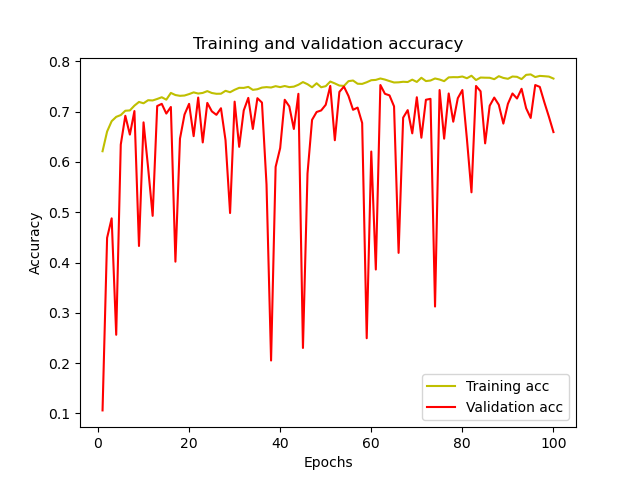 Training and validation accuracy
0.8
0.7
0.6
0.5
0.4
0.3
0.2
0.1
Accuracy
Training acc
Validation acc
0 20 40 60 80 100
Epochs